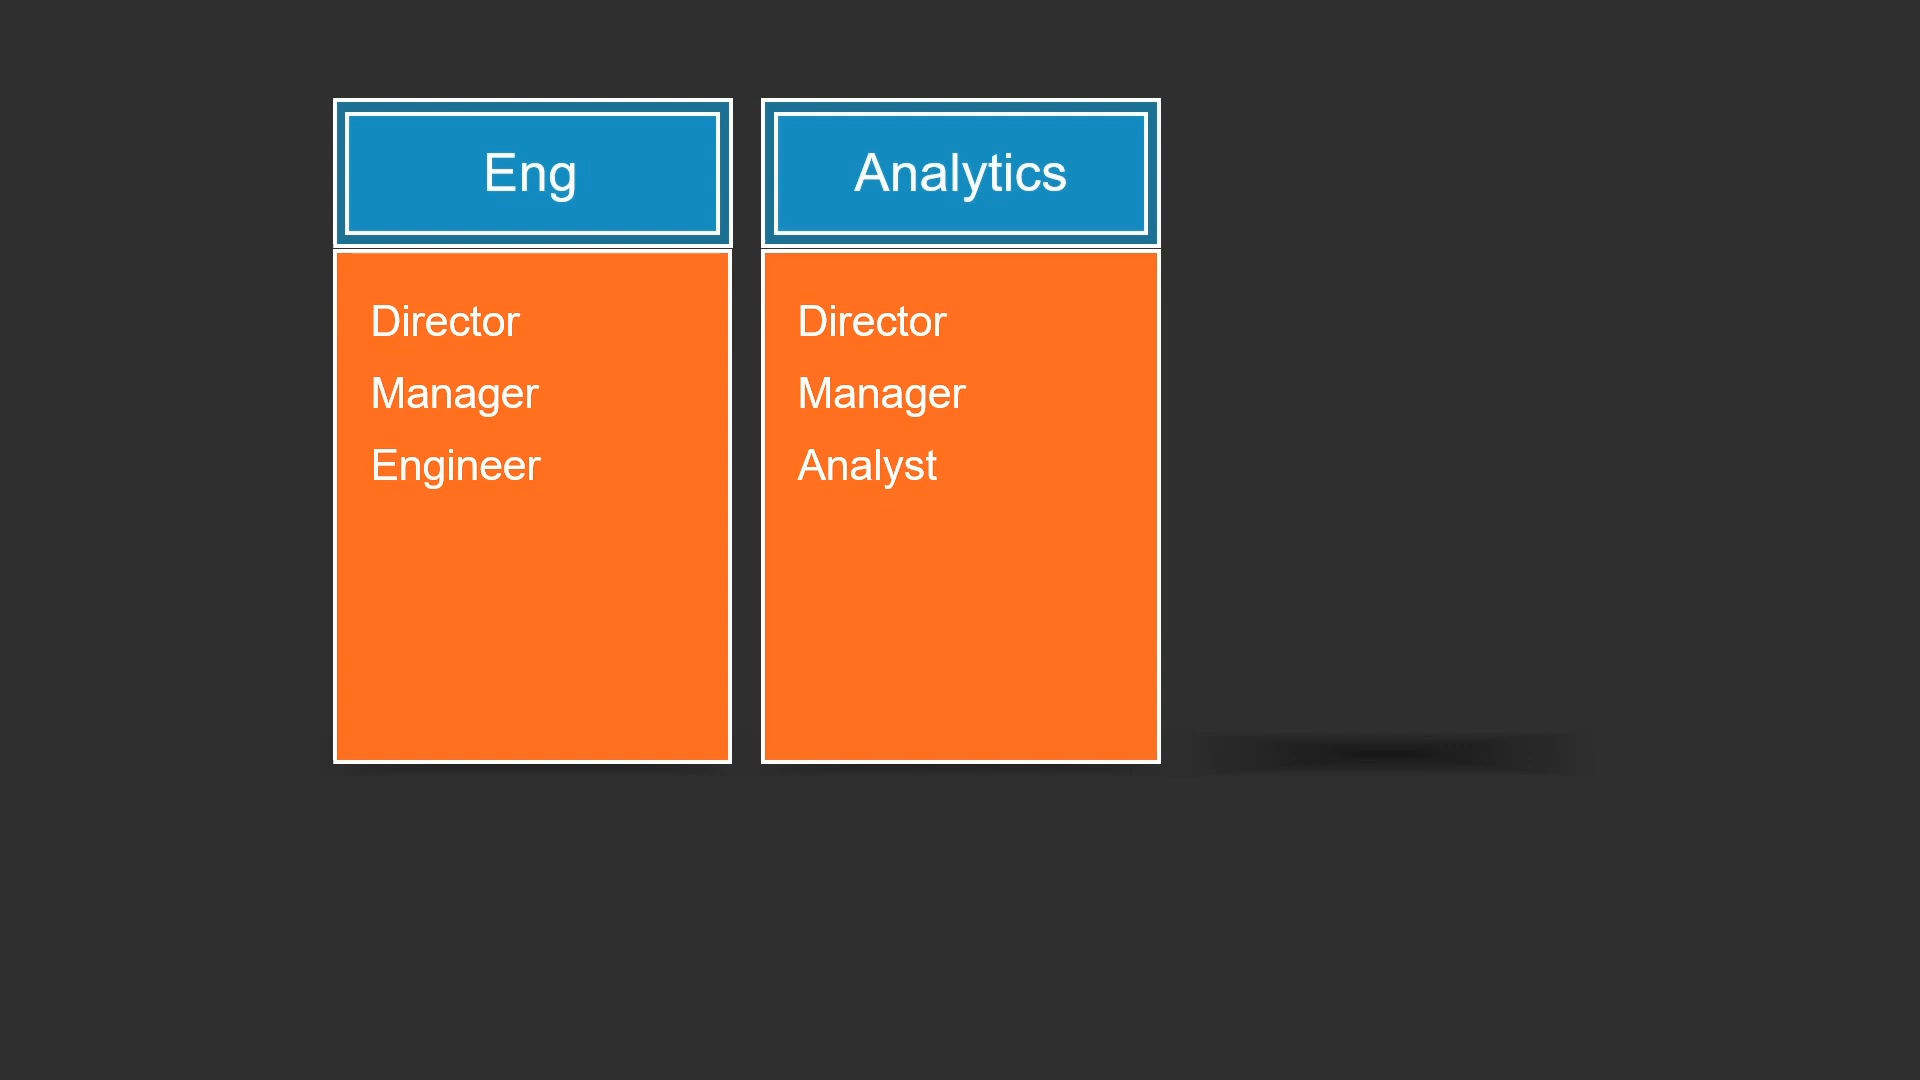 Eng
Director
Manager
Engineer
Analytics
Director
Manager
Analyst